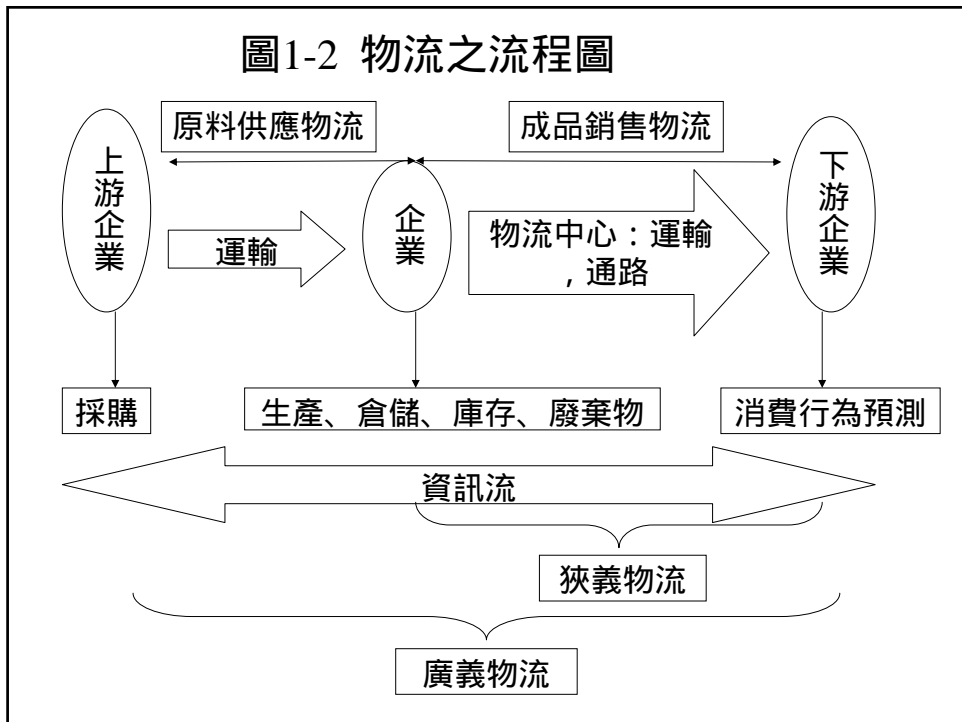 圖1-2 物流之流程圖
原料供應物流
成品銷售物流
上游企業
企業
下游企業
運輸
物流中心：運輸
，通路
採購
生產、倉儲、庫存、廢棄物
消費行為預測
資訊流
狹義物流
廣義物流